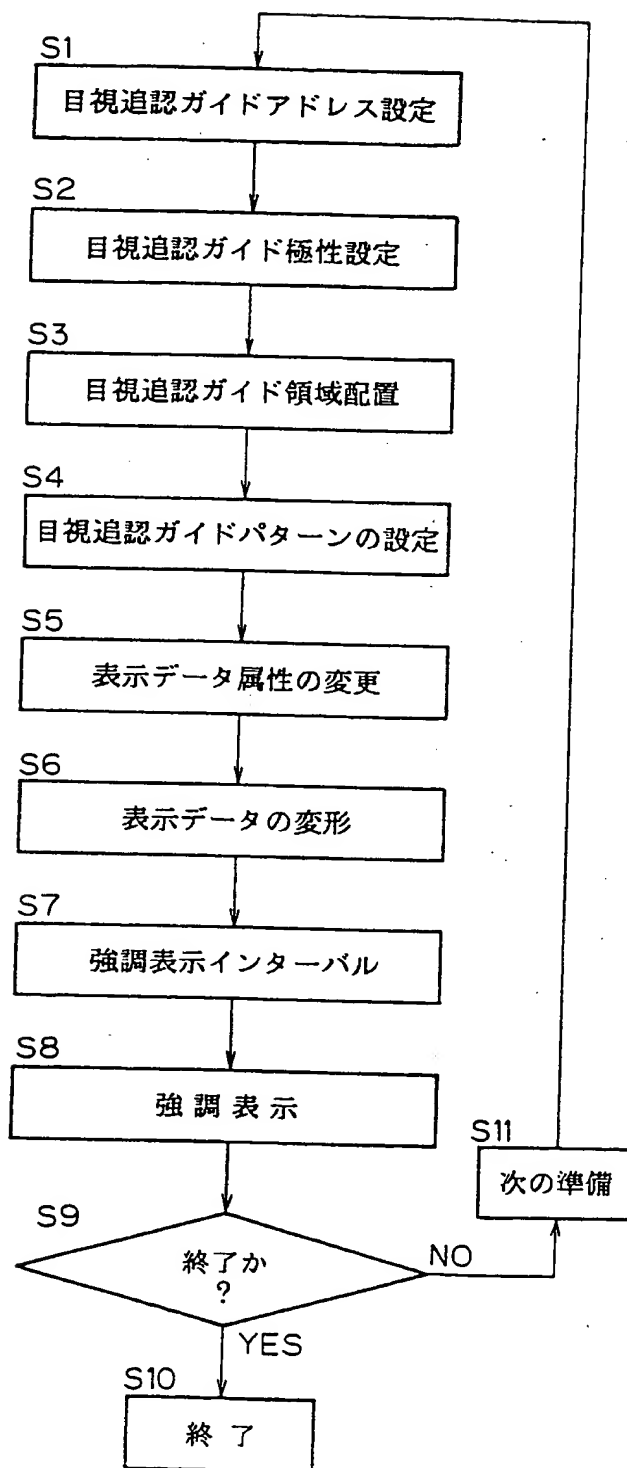 S1
目視追認ガイドアドレス設定
S2
目視追認ガイド極性設定
S3
目視追認ガイド領域配置
S4
目視追認ガイドパターンの設定
S5
表示データ属性の変更
S6
表示データの変形
S7
強調表示インターバル
S8
強調表示
S9
終了か
?
NO
S11
次の準備
YES
S10
終了